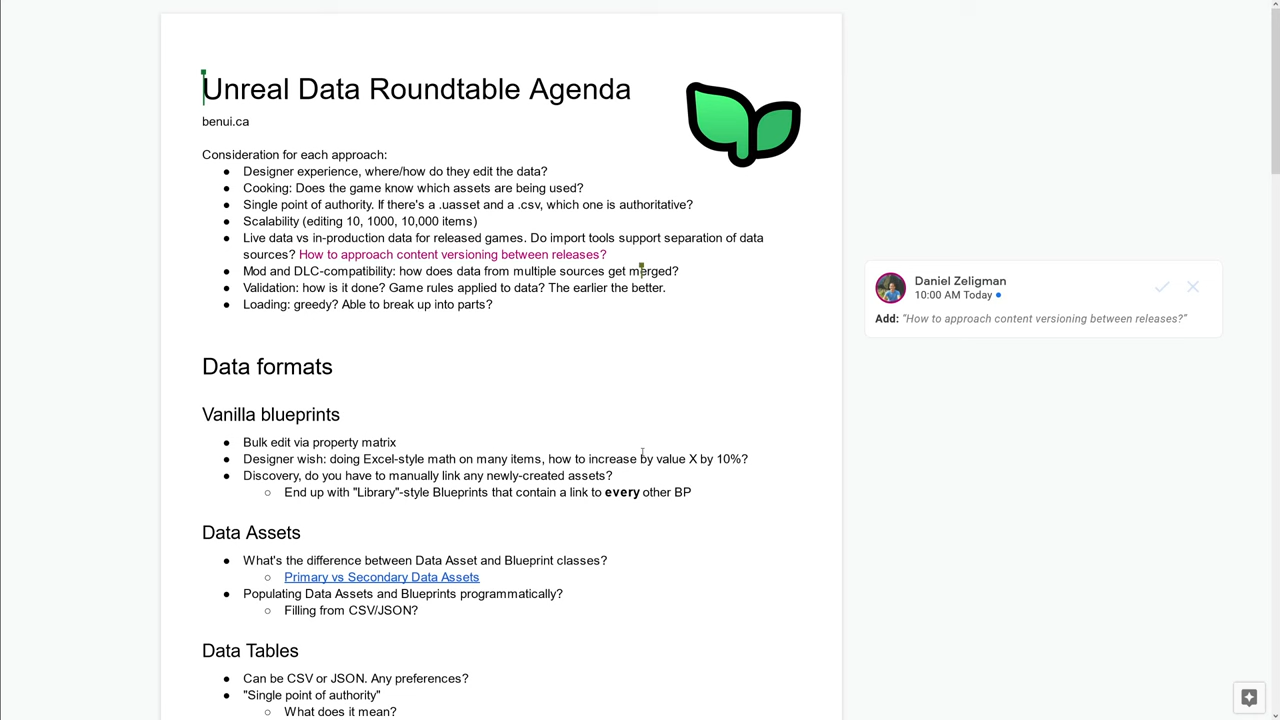 Unreal Data Roundtable Agenda
benui.ca
Consideration for each approach:
● Designer experience, where/how do they edit the data?
● Cooking: Does the game know which assets are being used?
● Single point of authority. If there's a .uasset and a .csv, which one is authoritative?
● Scalability (editing 10, 1000, 10,000 items)
● Live data vs in-production data for released games. Do import tools support separation of data
sources? How to approach content versioning between releases?
● Mod and DLC-compatibility: how does data from multiple sources get merged?
● Validation: how is it done? Game rules applied to data? The earlier the better.
● Loading: greedy? Able to break up into parts?
Daniel Zeligman
10:00 AM Today
Add: "How to approach content versioning between releases?"
Data formats
Vanilla blueprints
● Bulk edit via property matrix
● Designer wish: doing Excel-style math on many items, how to increase by value X by 10%?
● Discovery, do you have to manually link any newly-created assets?
○ End up with "Library"-style Blueprints that contain a link to every other BP
Data Assets
● What's the difference between Data Asset and Blueprint classes?
○ Primary vs Secondary Data Assets
● Populating Data Assets and Blueprints programmatically?
○ Filling from CSV/JSON?
Data Tables
● Can be CSV or JSON. Any preferences?
● "Single point of authority"
○ What does it mean?